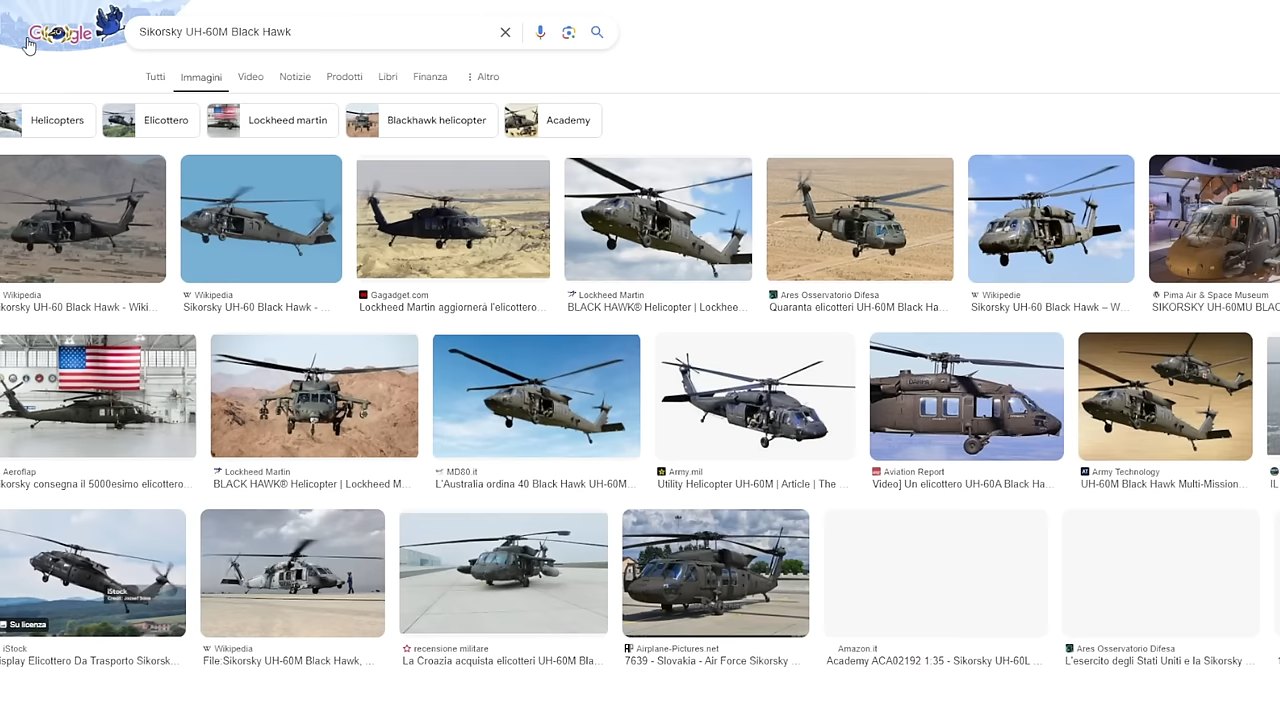 Google
Sikorsky UH-60M Black Hawk
Tutti Immagini Video Notizie Prodotti Libri Finanza Altro
Helicopters Elicottero Lockheed martin Blackhawk helicopter Academy
Wikipedia Wikipedia Gagadget.com Lockheed Martin Ares Osservatorio Difesa Wikipedie Pima Air & Space Museum
korsky UH-60 Black Hawk - Wiki... Sikorsky UH-60 Black Hawk - ... Lockheed Martin aggiornerà l'elicottero... BLACK HAWK® Helicopter | Lockhee... Quaranta elicotteri UH-60M Black Ha... Sikorsky UH-60 Black Hawk – W... SIKORSKY UH-60MU BLAC
Aeroflap Lockheed Martin MD80.it Army.mil Aviation Report Army Technology
korsky consegna il 5000esimo elicottero... BLACK HAWK® Helicopter | Lockheed M... L'Australia ordina 40 Black Hawk UH-60M... Utility Helicopter UH-60M | Article | The ... Video] Un elicottero UH-60A Black Ha... UH-60M Black Hawk Multi-Mission... IL
iStock
Su licenza
iStock Wikipedia recensione militare Airplane-Pictures.net Amazon.it Ares Osservatorio Difesa
isplay Elicottero Da Trasporto Sikorsk... File:Sikorsky UH-60M Black Hawk, ... La Croazia acquista elicotteri UH-60M Bla... 7639 - Slovakia - Air Force Sikorsky ... Academy ACA02192 1:35 - Sikorsky UH-60L ... L'esercito degli Stati Uniti e la Sikorsky ...